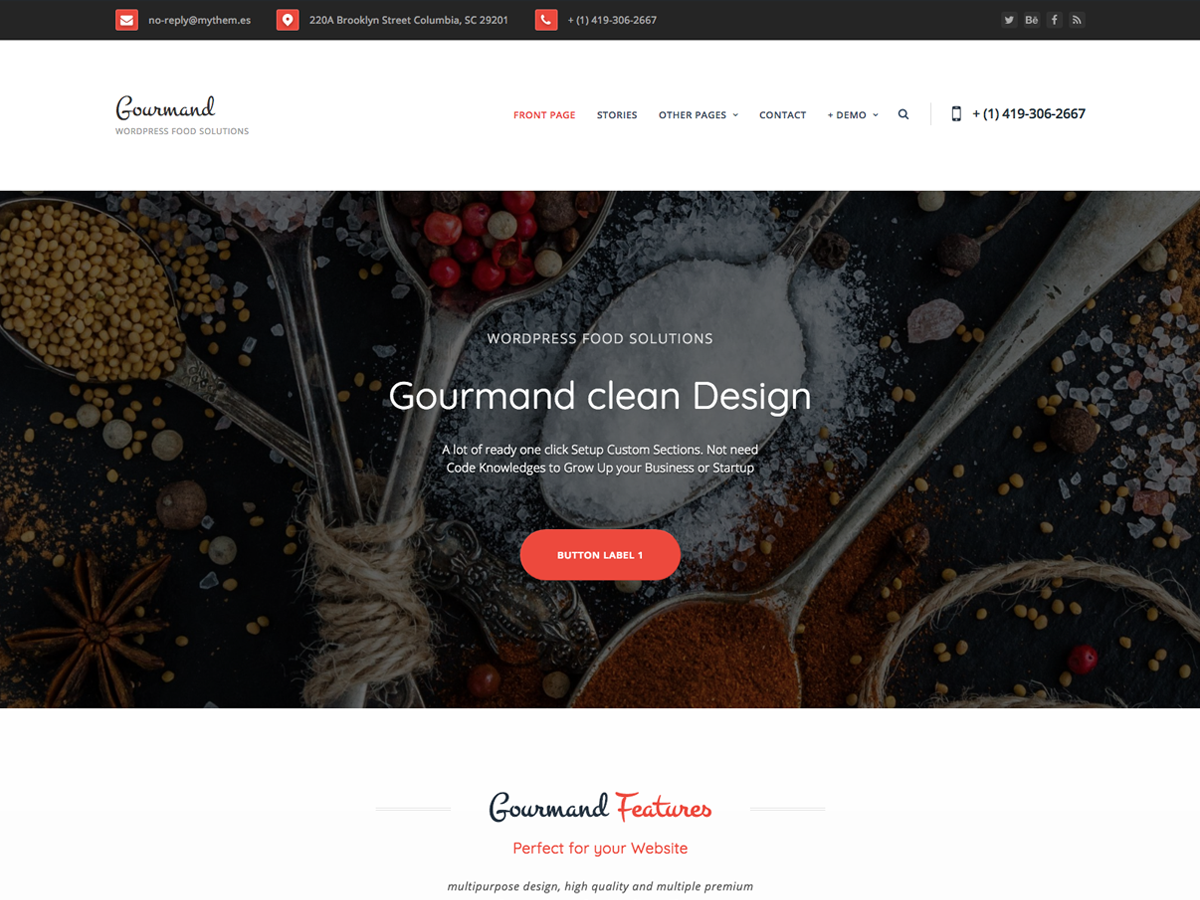 no-reply@mythem.es
220A Brooklyn Street Columbia, SC 29201
+ (1) 419-306-2667
Bē
Gourmand
WORDPRESS FOOD SOLUTIONS
FRONT PAGE
STORIES
OTHER PAGES
CONTACT
+ DEMO
+ (1) 419-306-2667
WORDPRESS FOOD SOLUTIONS
Gourmand clean Design
A lot of ready one click Setup Custom Sections. Not need
Code Knowledges to Grow Up your Business or Startup
BUTTON LABEL 1
Gourmand Features
Perfect for your Website
multipurpose design, high quality and multiple premium